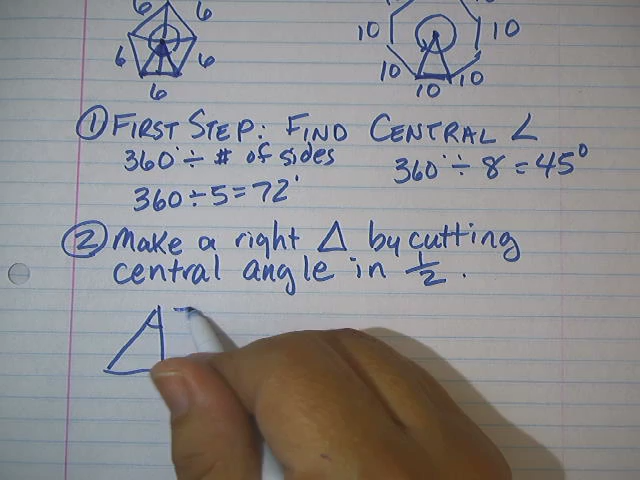 6 6
10 10
6 6
10 10
6 10
① FIRST STEP: FIND CENTRAL ∠
360° ÷ # of sides 360° ÷ 8 = 45°
360 ÷ 5 = 72°
② Make a right △ by cutting
central angle in 1/2.